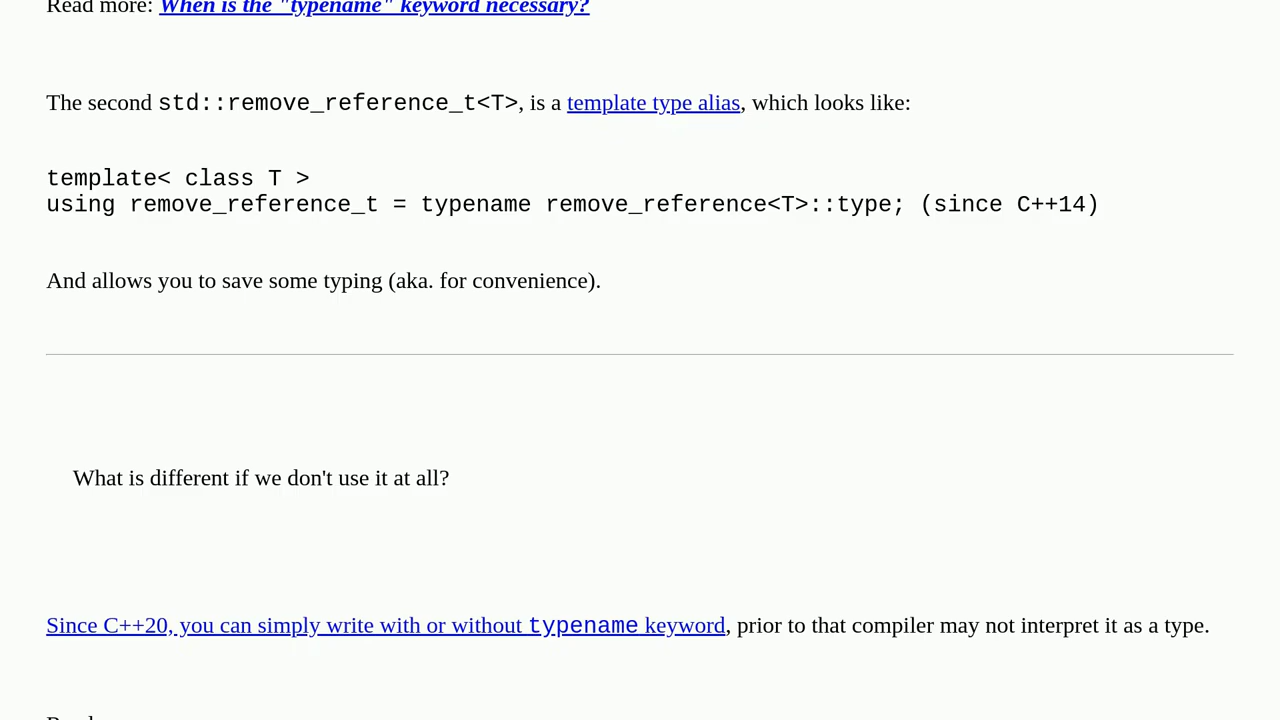 Read more: When is the "typename" keyword necessary?
The second std::remove_reference_t<T>, is a template type alias, which looks like:
template< class T >
using remove_reference_t = typename remove_reference<T>::type; (since C++14)
And allows you to save some typing (aka. for convenience).
What is different if we don't use it at all?
Since C++20, you can simply write with or without typename keyword, prior to that compiler may not interpret it as a type.